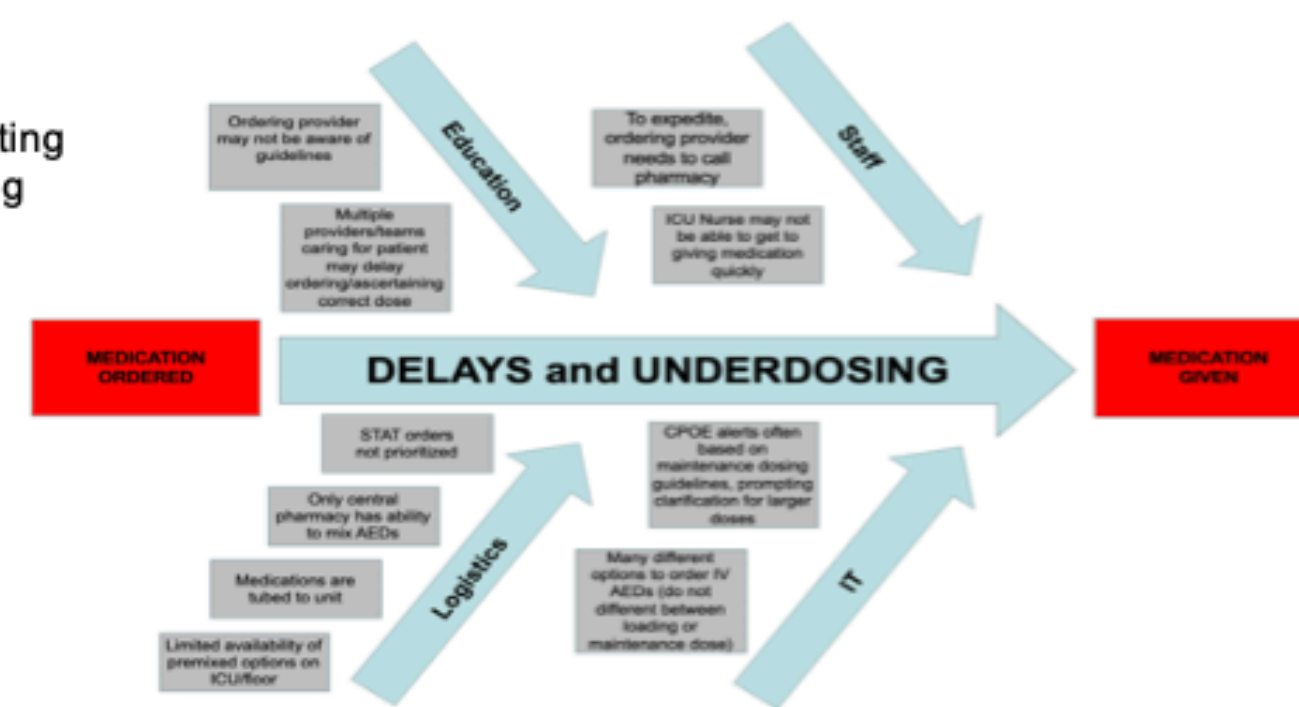 ting
g
Ordering provider
may not be aware of
guidelines
Multiple
providers/teams
caring for patient
may delay
ordering/ascertaining
correct dose
Education
To expedite,
ordering provider
needs to call
pharmacy
ICU Nurse may not
be able to get to
giving medication
quickly
Staff
MEDICATION
ORDERED
DELAYS and UNDERDOSING
MEDICATION
GIVEN
STAT orders
not prioritized
Only central
pharmacy has ability
to mix AEDs
Medications are
tubed to unit
Limited availability of
premixed options on
ICU/floor
Logistics
CPOE alerts often
based on
maintenance dosing
guidelines, prompting
clarification for larger
doses
Many different
options to order IV
AEDs (do not
different between
loading or
maintenance dose)
IT